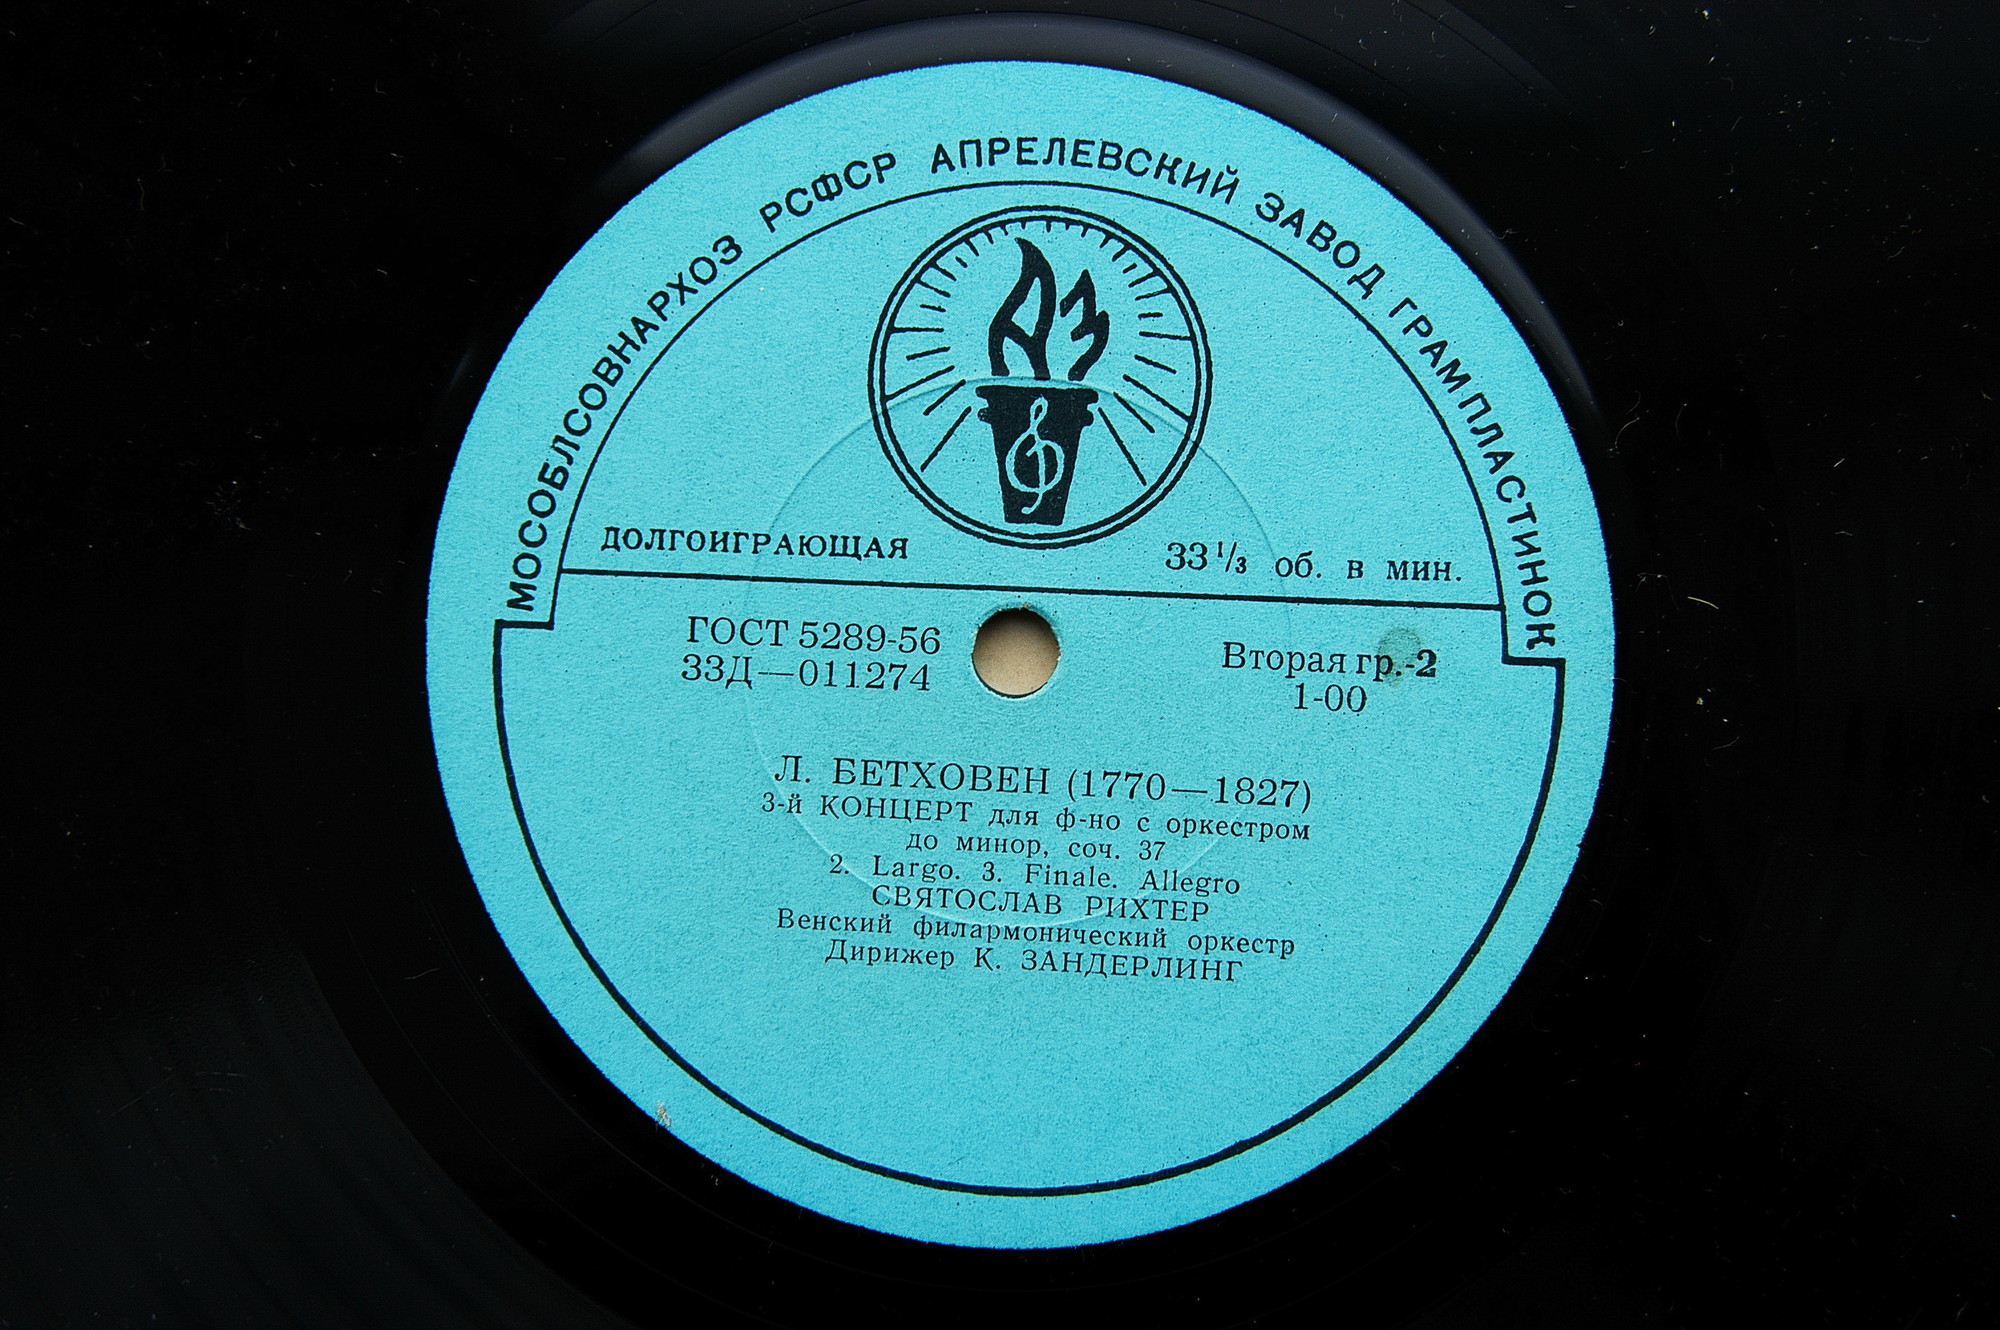 МОСОБЛСОВНАРХОЗ РСФСР АПРЕЛЕВСКИЙ ЗАВОД ГРАМПЛАСТИНОК
АЗ
ДОЛГОИГРАЮЩАЯ 33 1/3 об. в мин.
ГОСТ 5289-56 Вторая гр.-2
33Д—011274 1-00
Л. БЕТХОВЕН (1770—1827)
3-й КОНЦЕРТ для ф-но с оркестром
до минор, соч. 37
2. Largo. 3. Finale. Allegro
СВЯТОСЛАВ РИХТЕР
Венский филармонический оркестр
Дирижер К. ЗАНДЕРЛИНГ